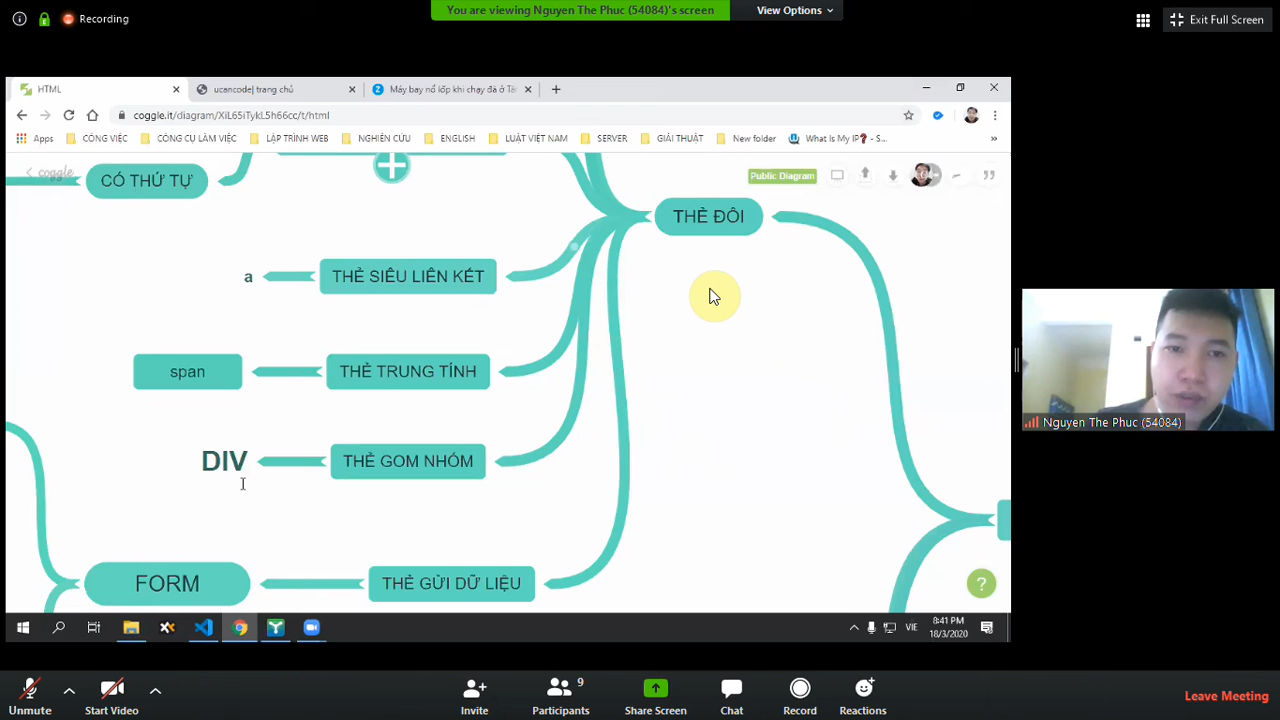 Recording
You are viewing Nguyen The Phuc (54084)'s screen
View Options
Exit Full Screen
HTML
ucancode| trang chủ
Máy bay nổ lốp khi chạy đà ở Tâ
coggle.it/diagram/XiL65iTykL5h66cc/t/html
Apps
CÔNG VIỆC
CÔNG CỤ LÀM VIỆC
LẬP TRÌNH WEB
NGHIÊN CỨU
ENGLISH
LUẬT VIỆT NAM
SERVER
GIẢI THUẬT
New folder
What Is My IP? - S...
»
coggle
CÓ THỨ TỰ
Public Diagram
THẺ ĐÔI
a
THẺ SIÊU LIÊN KẾT
span
THẺ TRUNG TÍNH
DIV
THẺ GOM NHÓM
FORM
THẺ GỬI DỮ LIỆU
?
Nguyen The Phuc (54084)
VIE
8:41 PM
18/3/2020
Unmute
Start Video
Invite
9
Participants
Share Screen
Chat
Record
Reactions
Leave Meeting